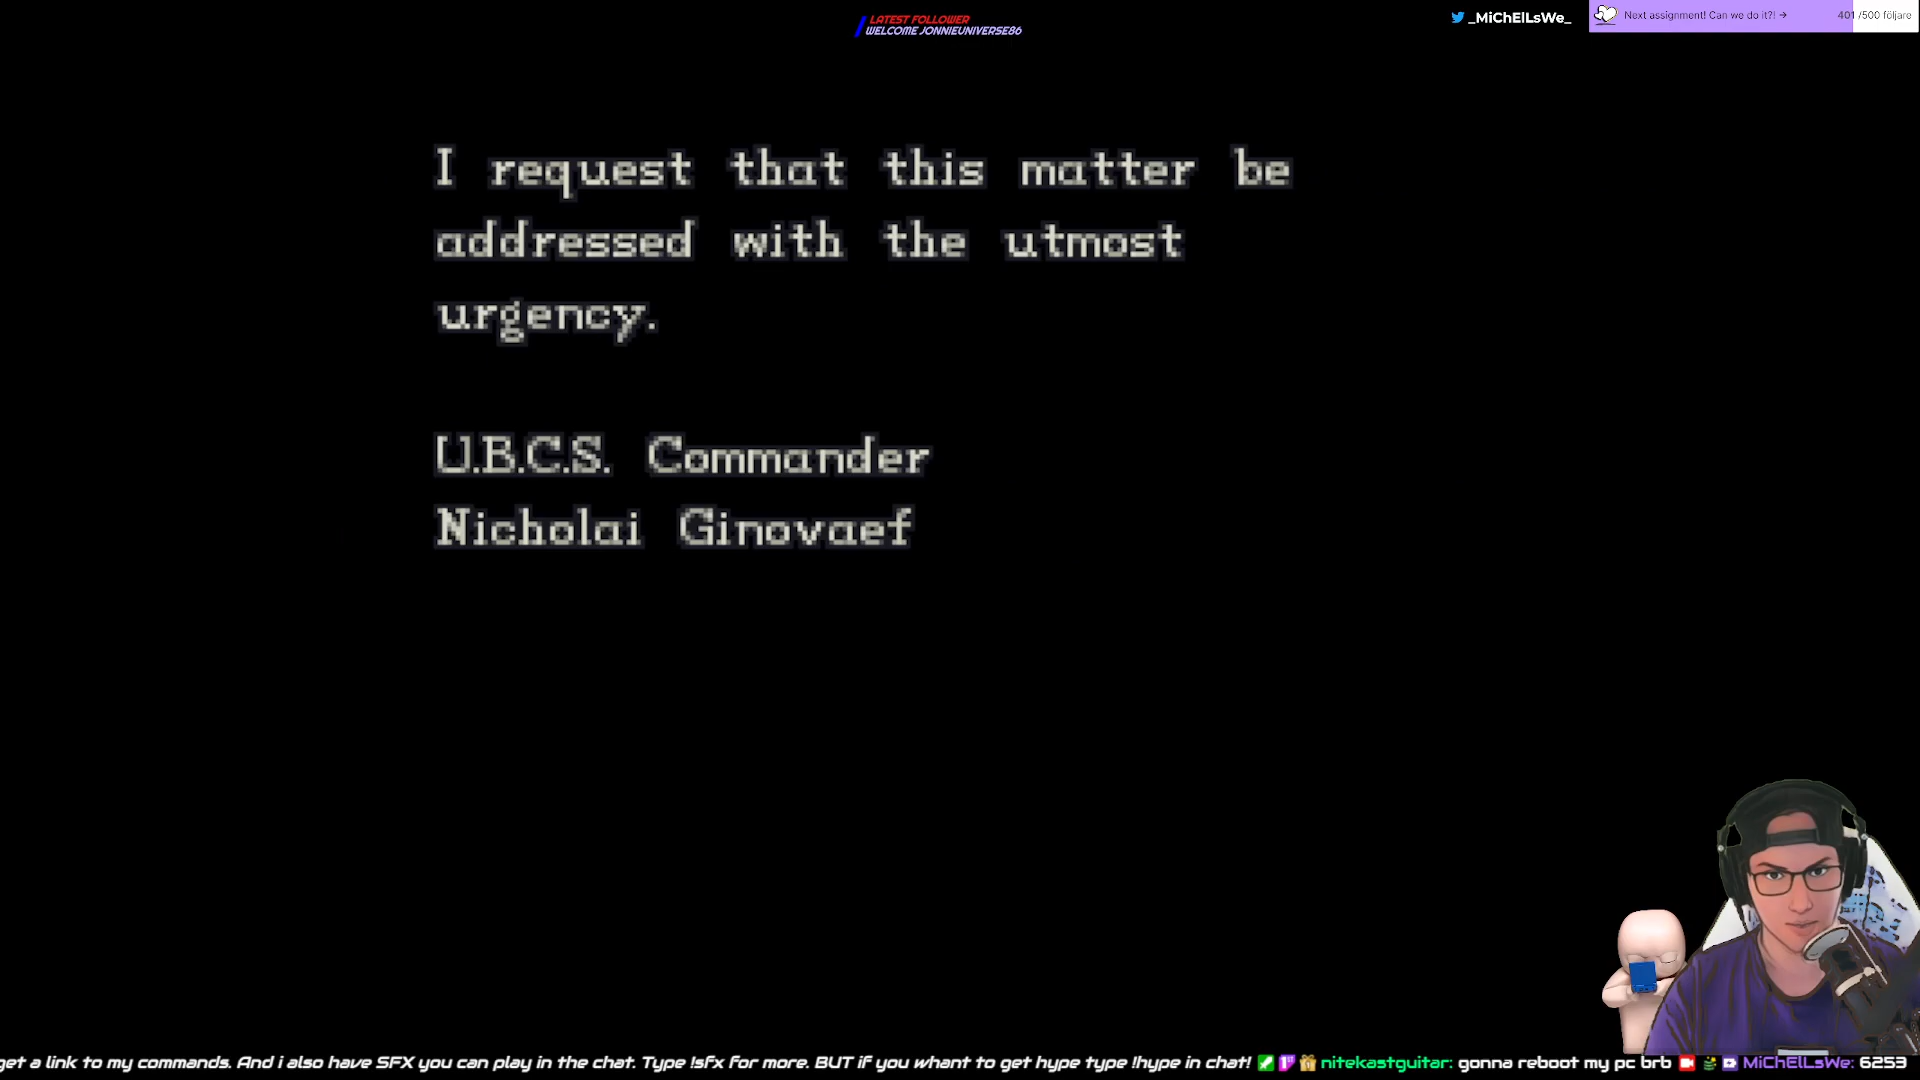 LATEST FOLLOWER
WELCOME JONNIEUNIVERSE86
_MiChElLsWe_
Next assignment! Can we do it?! →
401 /500 följare
I request that this matter be
addressed with the utmost
urgency.
U.B.C.S. Commander
Nicholai Ginovaef
get a link to my commands. And i also have SFX you can play in the chat. Type !sfx for more. BUT if you whant to get hype type !hype in chat! nitekastguitar: gonna reboot my pc brb MiChElLsWe: 6253